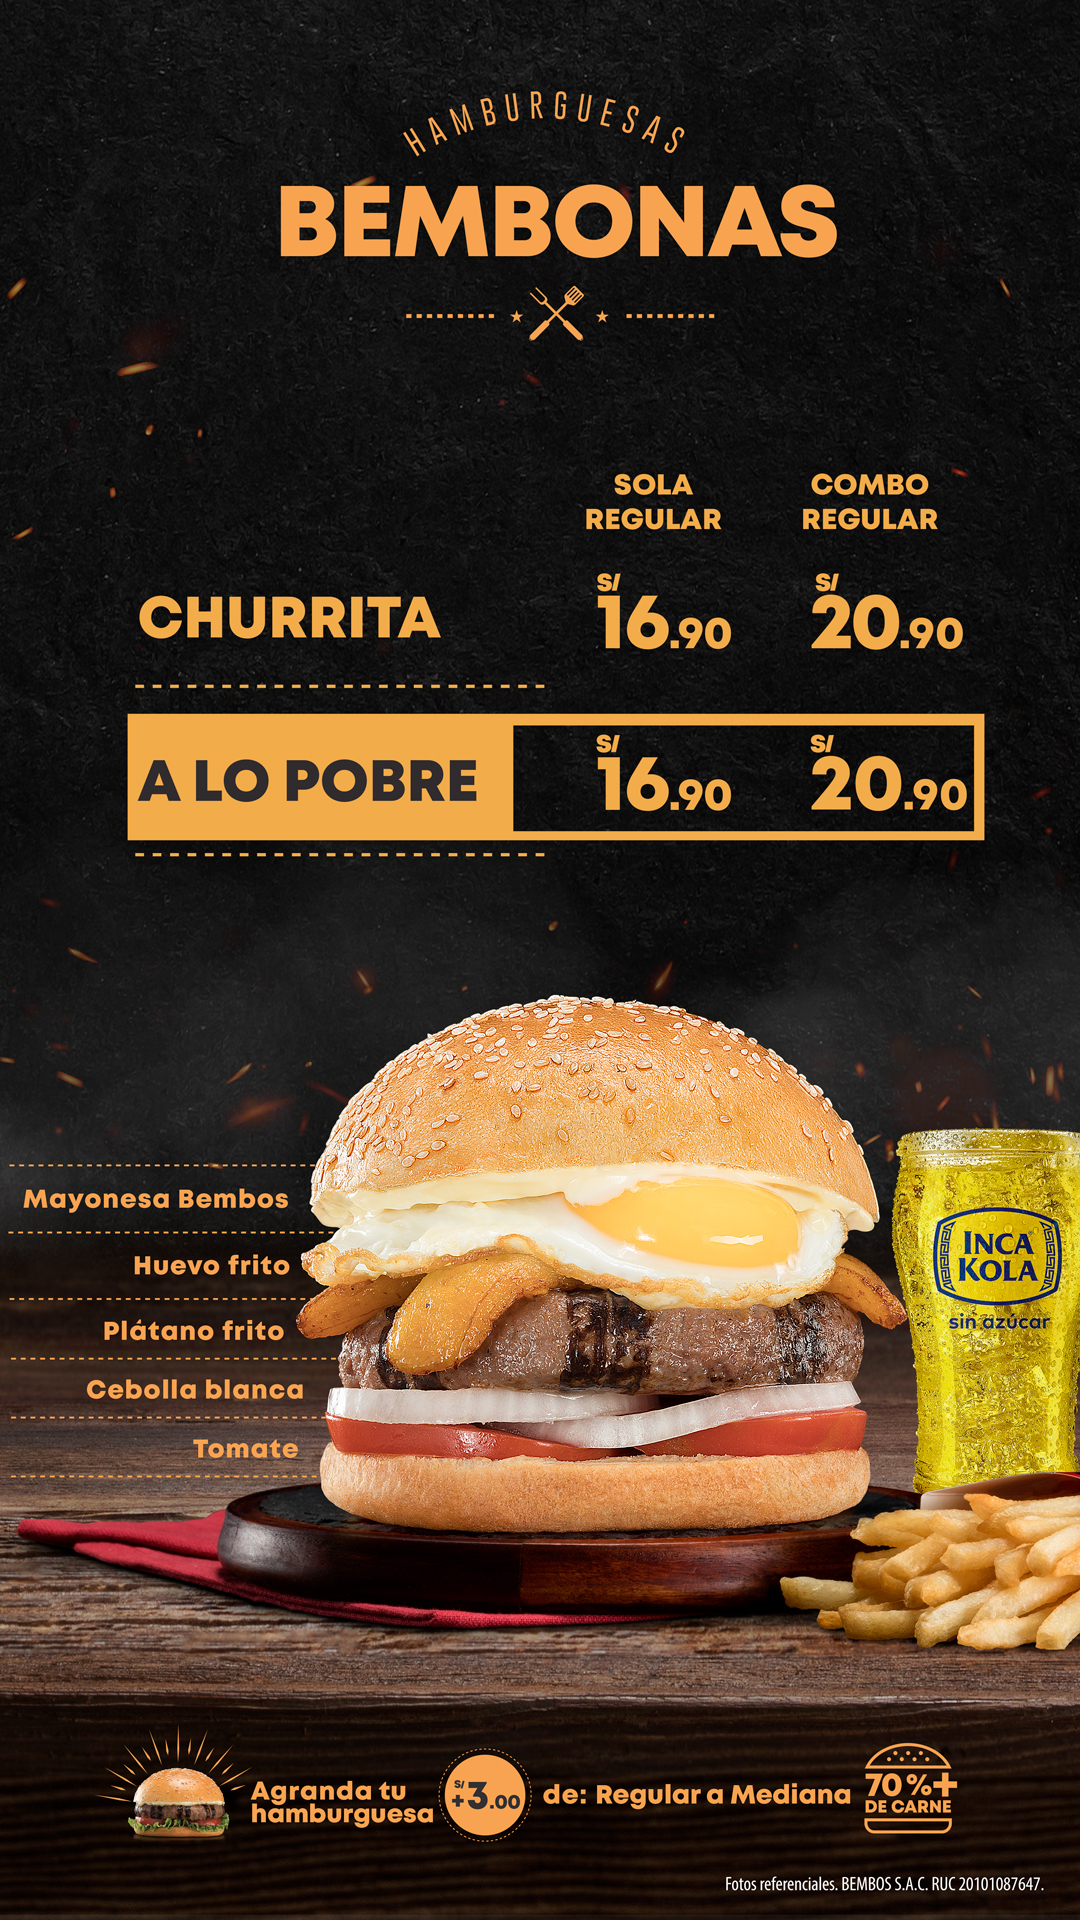 HAMBURGUESAS
BEMBONAS
SOLA REGULAR
COMBO REGULAR
CHURRITA S/ 16.90 S/ 20.90
A LO POBRE S/ 16.90 S/ 20.90
Mayonesa Bembos
Huevo frito
Plátano frito
Cebolla blanca
Tomate
INCA
KOLA
sin azúcar
Agranda tu
hamburguesa
S/ +3.00
de: Regular a Mediana
70%+
DE CARNE
Fotos referenciales. BEMBOS S.A.C. RUC 20101087647.